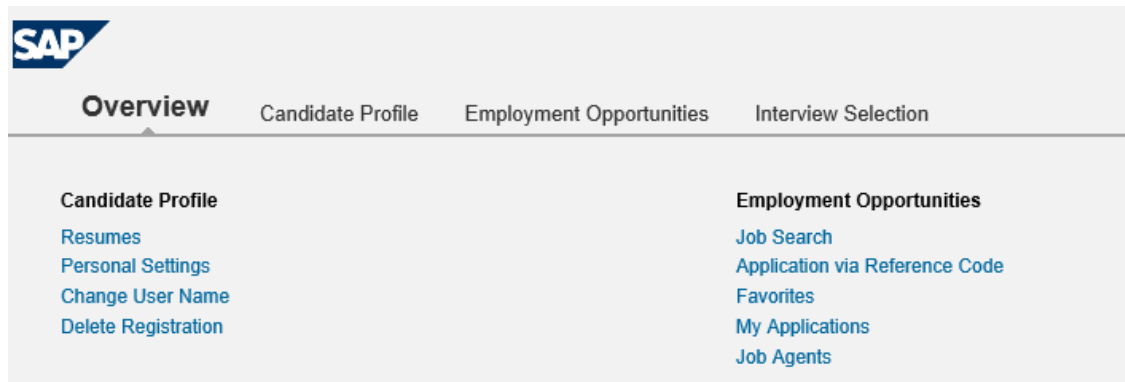 SAP
Overview Candidate Profile Employment Opportunities Interview Selection
Candidate Profile
Resumes
Personal Settings
Change User Name
Delete Registration
Employment Opportunities
Job Search
Application via Reference Code
Favorites
My Applications
Job Agents